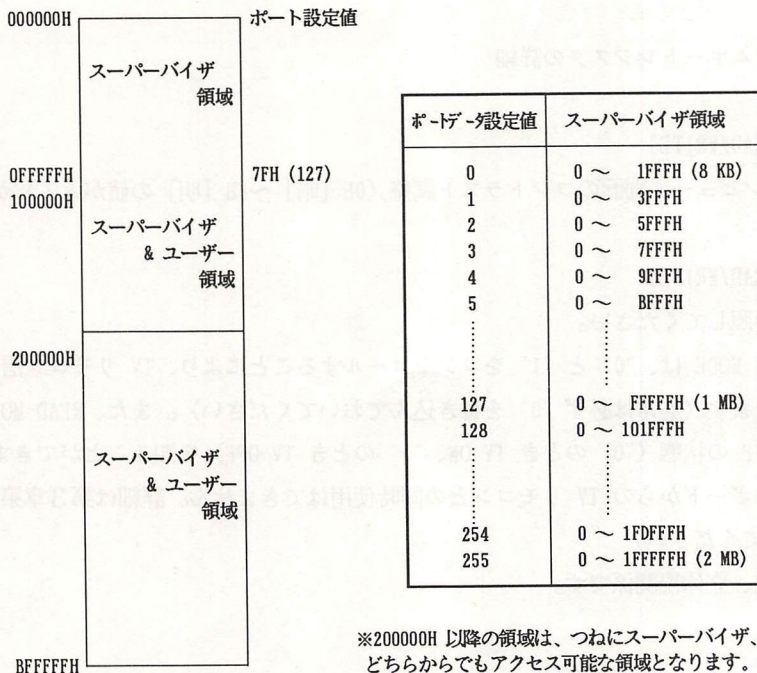 000000H
ポート設定値
スーパーバイザ
領域
0FFFFFH
7FH (127)
100000H
スーパーバイザ
& ユーザー
領域
200000H
スーパーバイザ
& ユーザー
領域
BFFFFFH
ポートデータ設定値 スーパーバイザ領域
0 0 ～ 1FFFH (8 KB)
1 0 ～ 3FFFH
2 0 ～ 5FFFH
3 0 ～ 7FFFH
4 0 ～ 9FFFH
5 0 ～ BFFFH
127 0 ～ FFFFFH (1 MB)
128 0 ～ 101FFFH
254 0 ～ 1FDFFFH
255 0 ～ 1FFFFFH (2 MB)
※200000H 以降の領域は、つねにスーパーバイザ、
どちらからでもアクセス可能な領域となります。